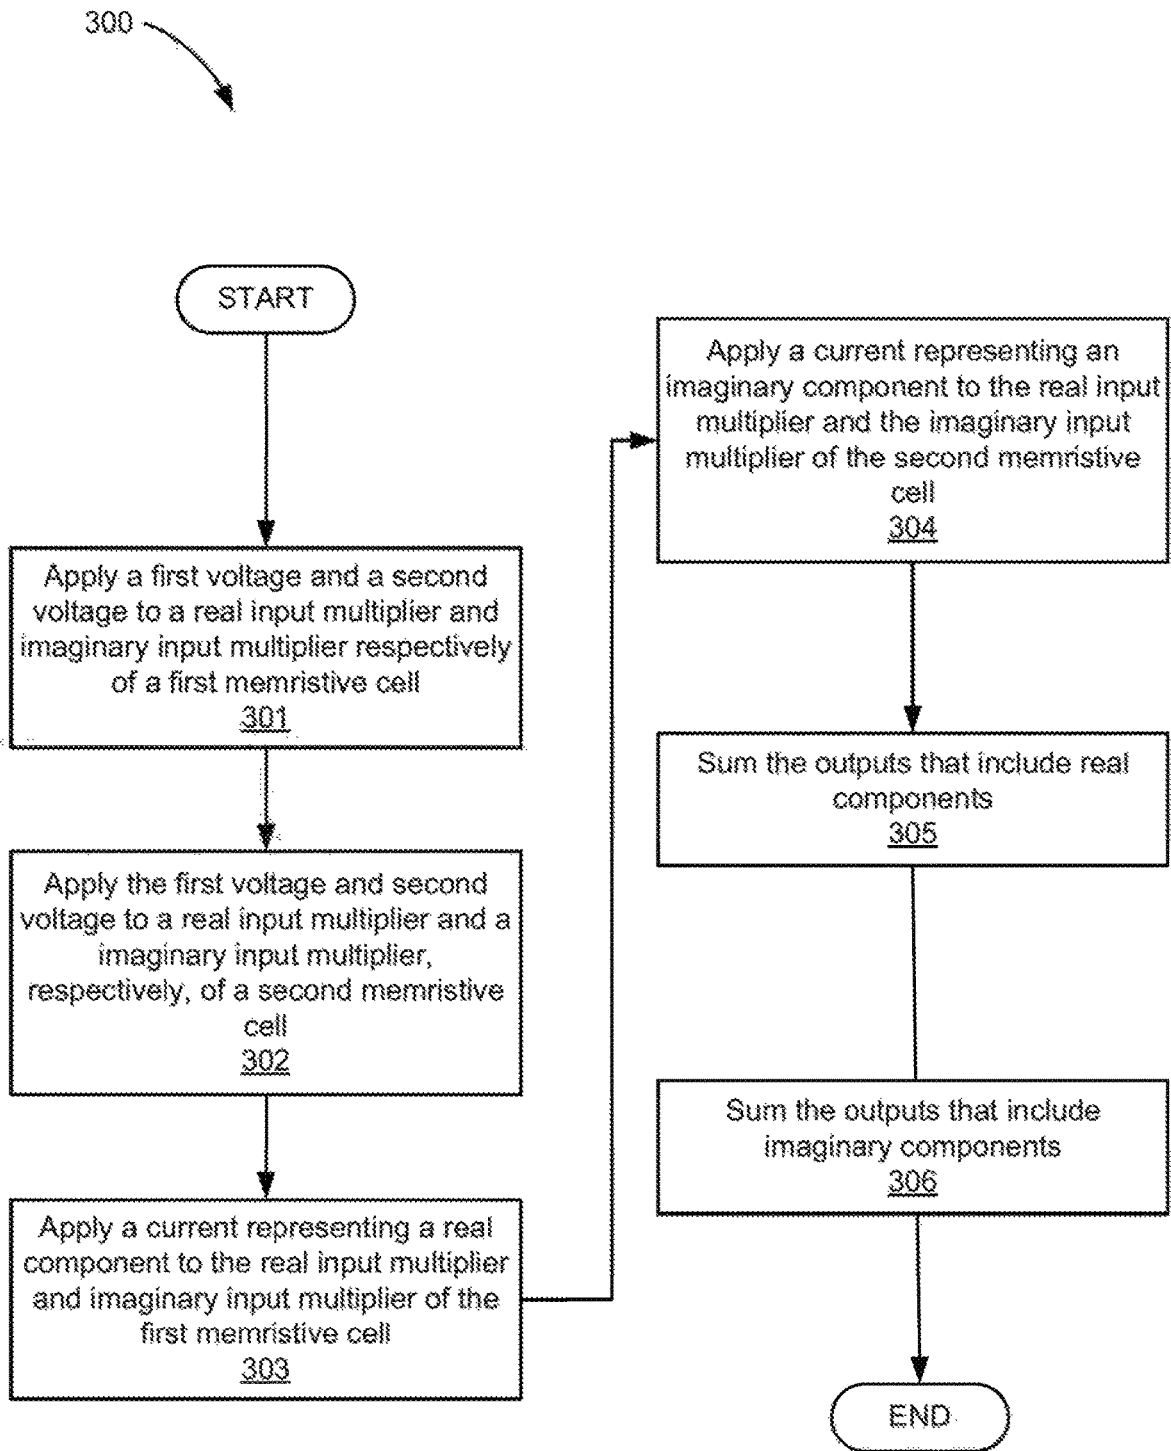 300
START
Apply a first voltage and a second
voltage to a real input multiplier and
imaginary input multiplier respectively
of a first memristive cell
301
Apply the first voltage and second
voltage to a real input multiplier and a
imaginary input multiplier,
respectively, of a second memristive
cell
302
Apply a current representing a real
component to the real input multiplier
and imaginary input multiplier of the
first memristive cell
303
Apply a current representing an
imaginary component to the real input
multiplier and the imaginary input
multiplier of the second memristive
cell
304
Sum the outputs that include real
components
305
Sum the outputs that include
imaginary components
306
END